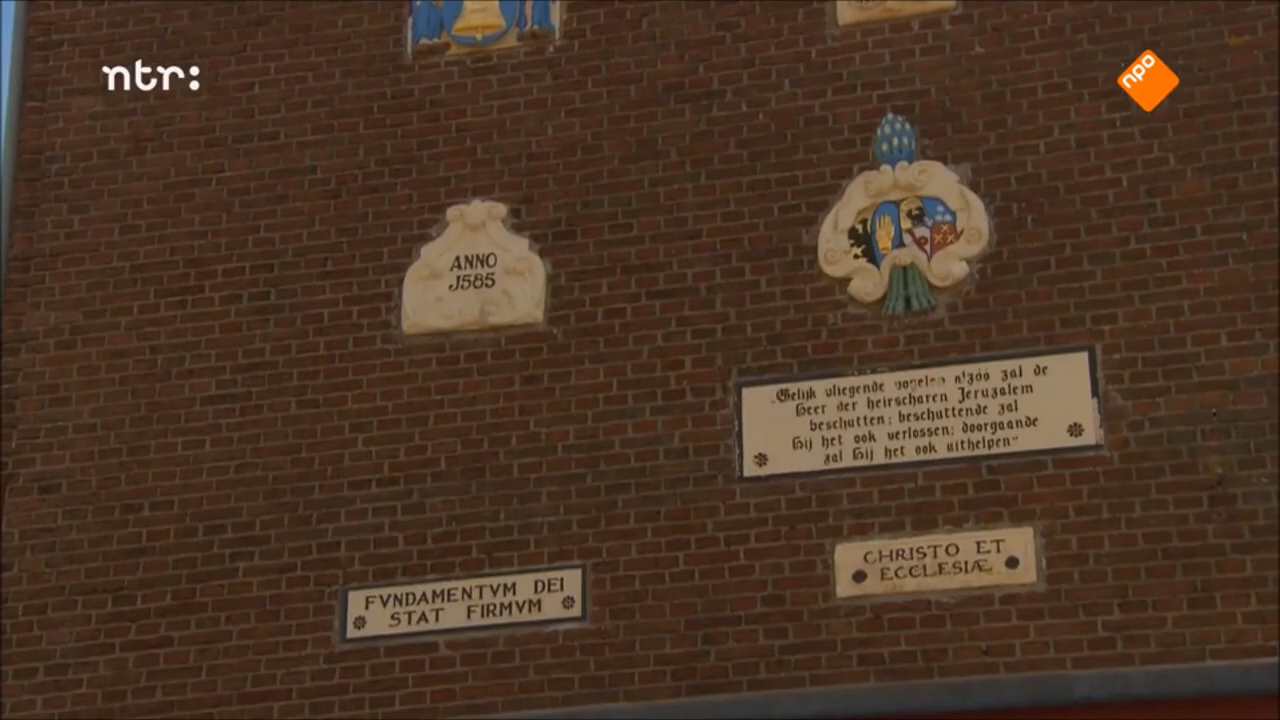 ntr:
npo
ANNO
J585
„Gelijk vliegende vogelen alzóó zal de
Heer der heirscharen Jeruzalem
beschutten; beschuttende zal
Hij het ook verlossen; doorgaande
zal Hij het ook uithelpen"
CHRISTO ET
ECCLESIÆ
FVNDAMENTVM DEI
STAT FIRMVM